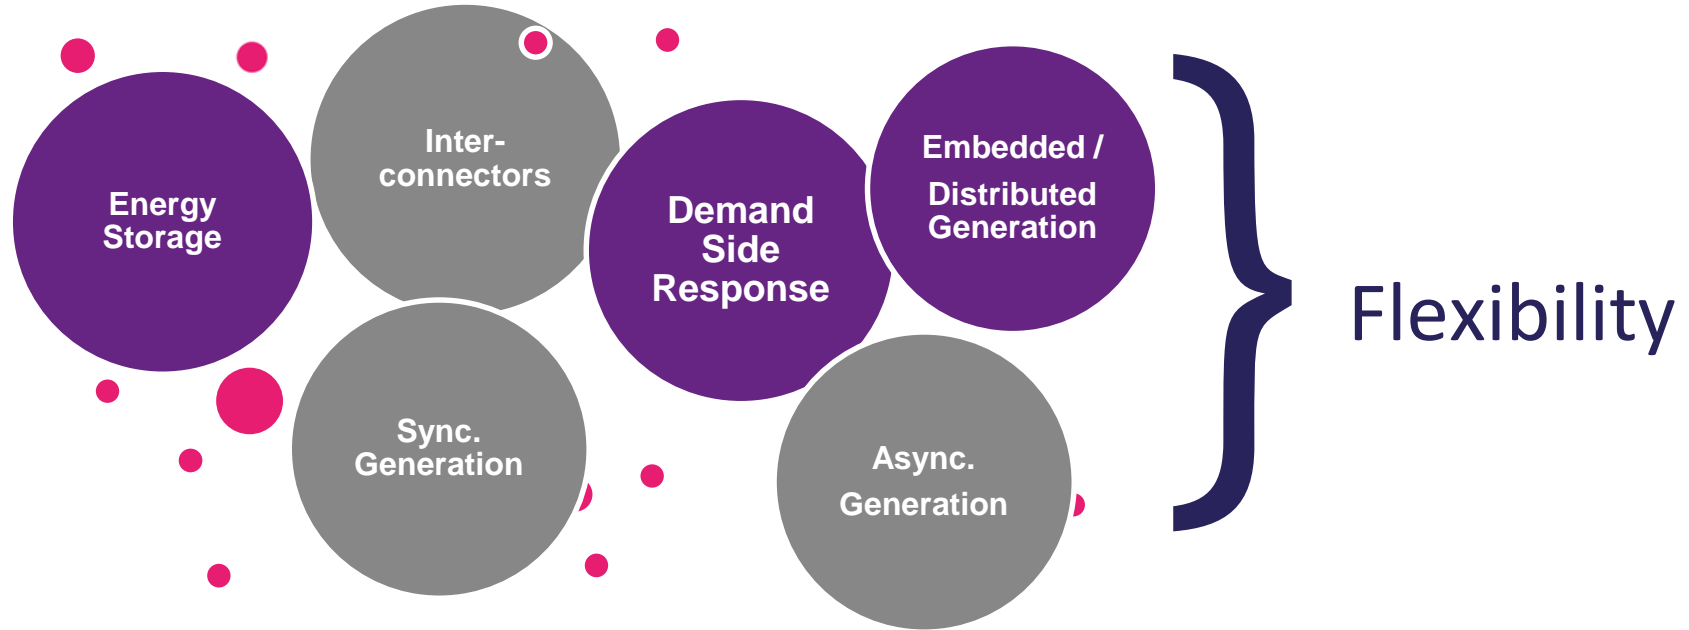 Energy
Storage
Inter-
connectors
Demand
Side
Response
Embedded /
Distributed
Generation
Sync.
Generation
Async.
Generation
Flexibility